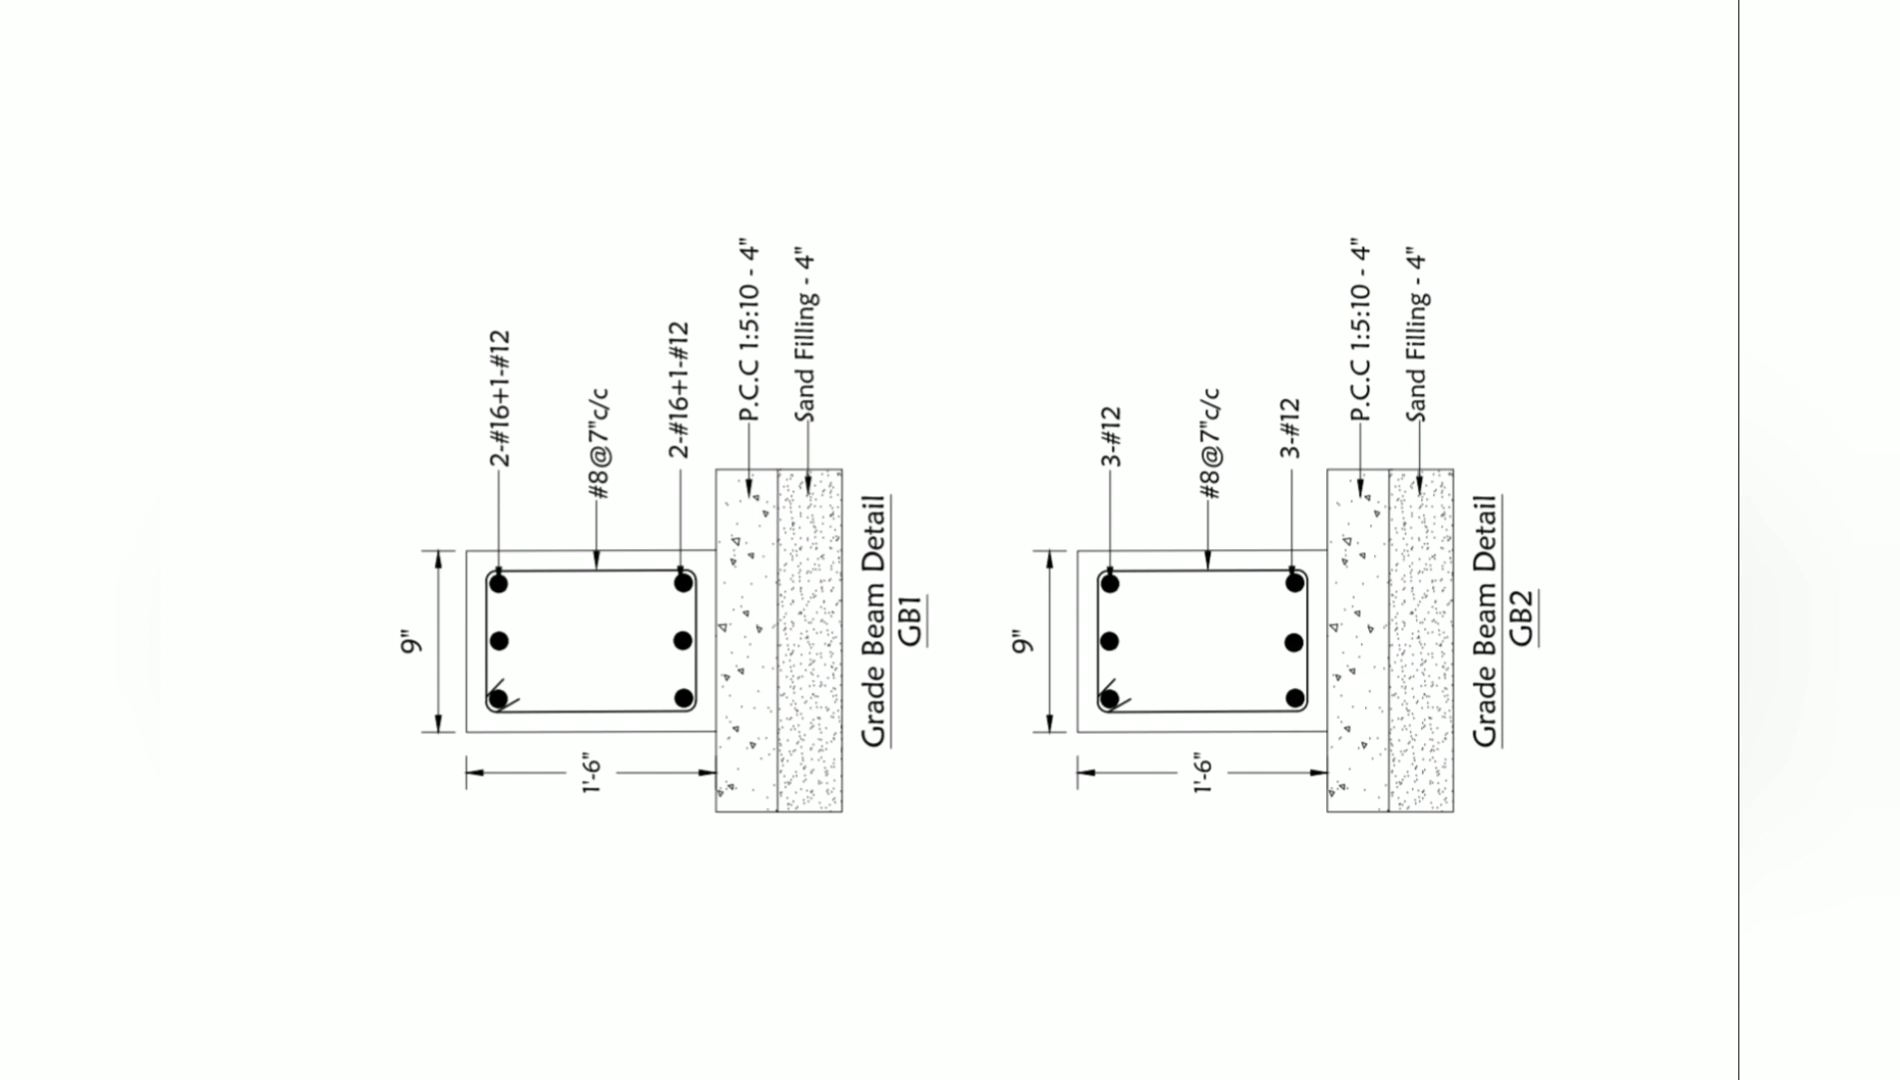 2-#16+1-#12
#8@7"c/c
2-#16+1-#12
P.C.C 1:5:10 - 4"
Sand Filling - 4"
9"
1'-6"
Grade Beam Detail
GB1
3-#12
#8@7"c/c
3-#12
P.C.C 1:5:10 - 4"
Sand Filling - 4"
9"
1'-6"
Grade Beam Detail
GB2